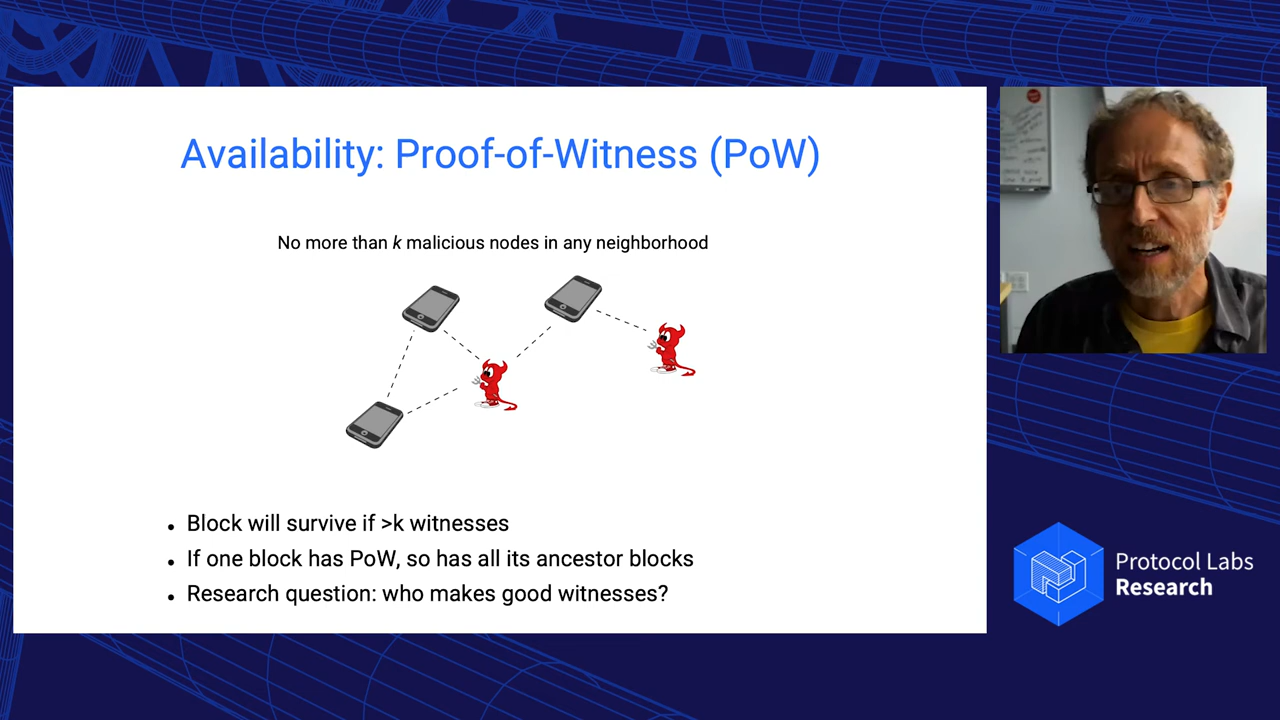 Availability: Proof-of-Witness (PoW)
No more than k malicious nodes in any neighborhood
• Block will survive if >k witnesses
• If one block has PoW, so has all its ancestor blocks
• Research question: who makes good witnesses?
Protocol Labs
Research